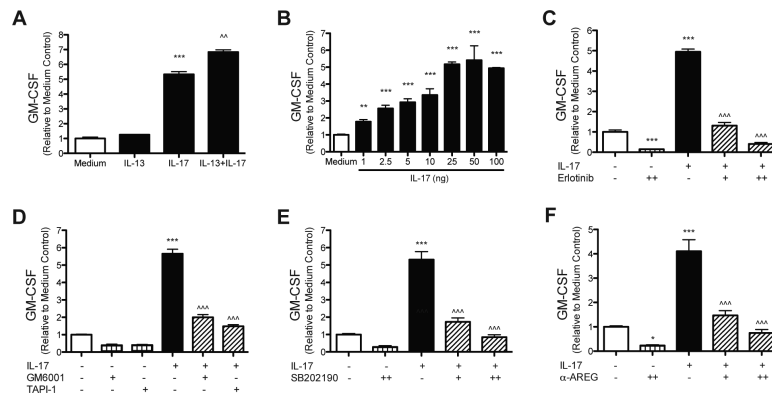 A
GM-CSF
(Relative to Medium Control)
8
7
6
5
4
3
2
1
0
***
^^
Medium IL-13 IL-17 IL-13+IL-17
B
GM-CSF
(Relative to Medium Control)
7
6
5
4
3
2
1
0
** *** *** *** *** *** ***
Medium 1 2.5 5 10 25 50 100
IL-17 (ng)
C
GM-CSF
(Relative to Medium Control)
6
5
4
3
2
1
0
*** *** ^^^ ^^^
IL-17 - - + + +
Erlotinib - ++ - + ++
D
GM-CSF
(Relative to Medium Control)
8
7
6
5
4
3
2
1
0
*** ^^^ ^^^
IL-17 - - - + + +
GM6001 - + - - + -
TAPI-1 - - + - - +
E
GM-CSF
(Relative to Medium Control)
7
6
5
4
3
2
1
0
*** ^^^ ^^^
IL-17 - - + + +
SB202190 - ++ - + ++
F
GM-CSF
(Relative to Medium Control)
5
4
3
2
1
0
* *** ^^^ ^^^
IL-17 - - + + +
α-AREG - ++ - + ++